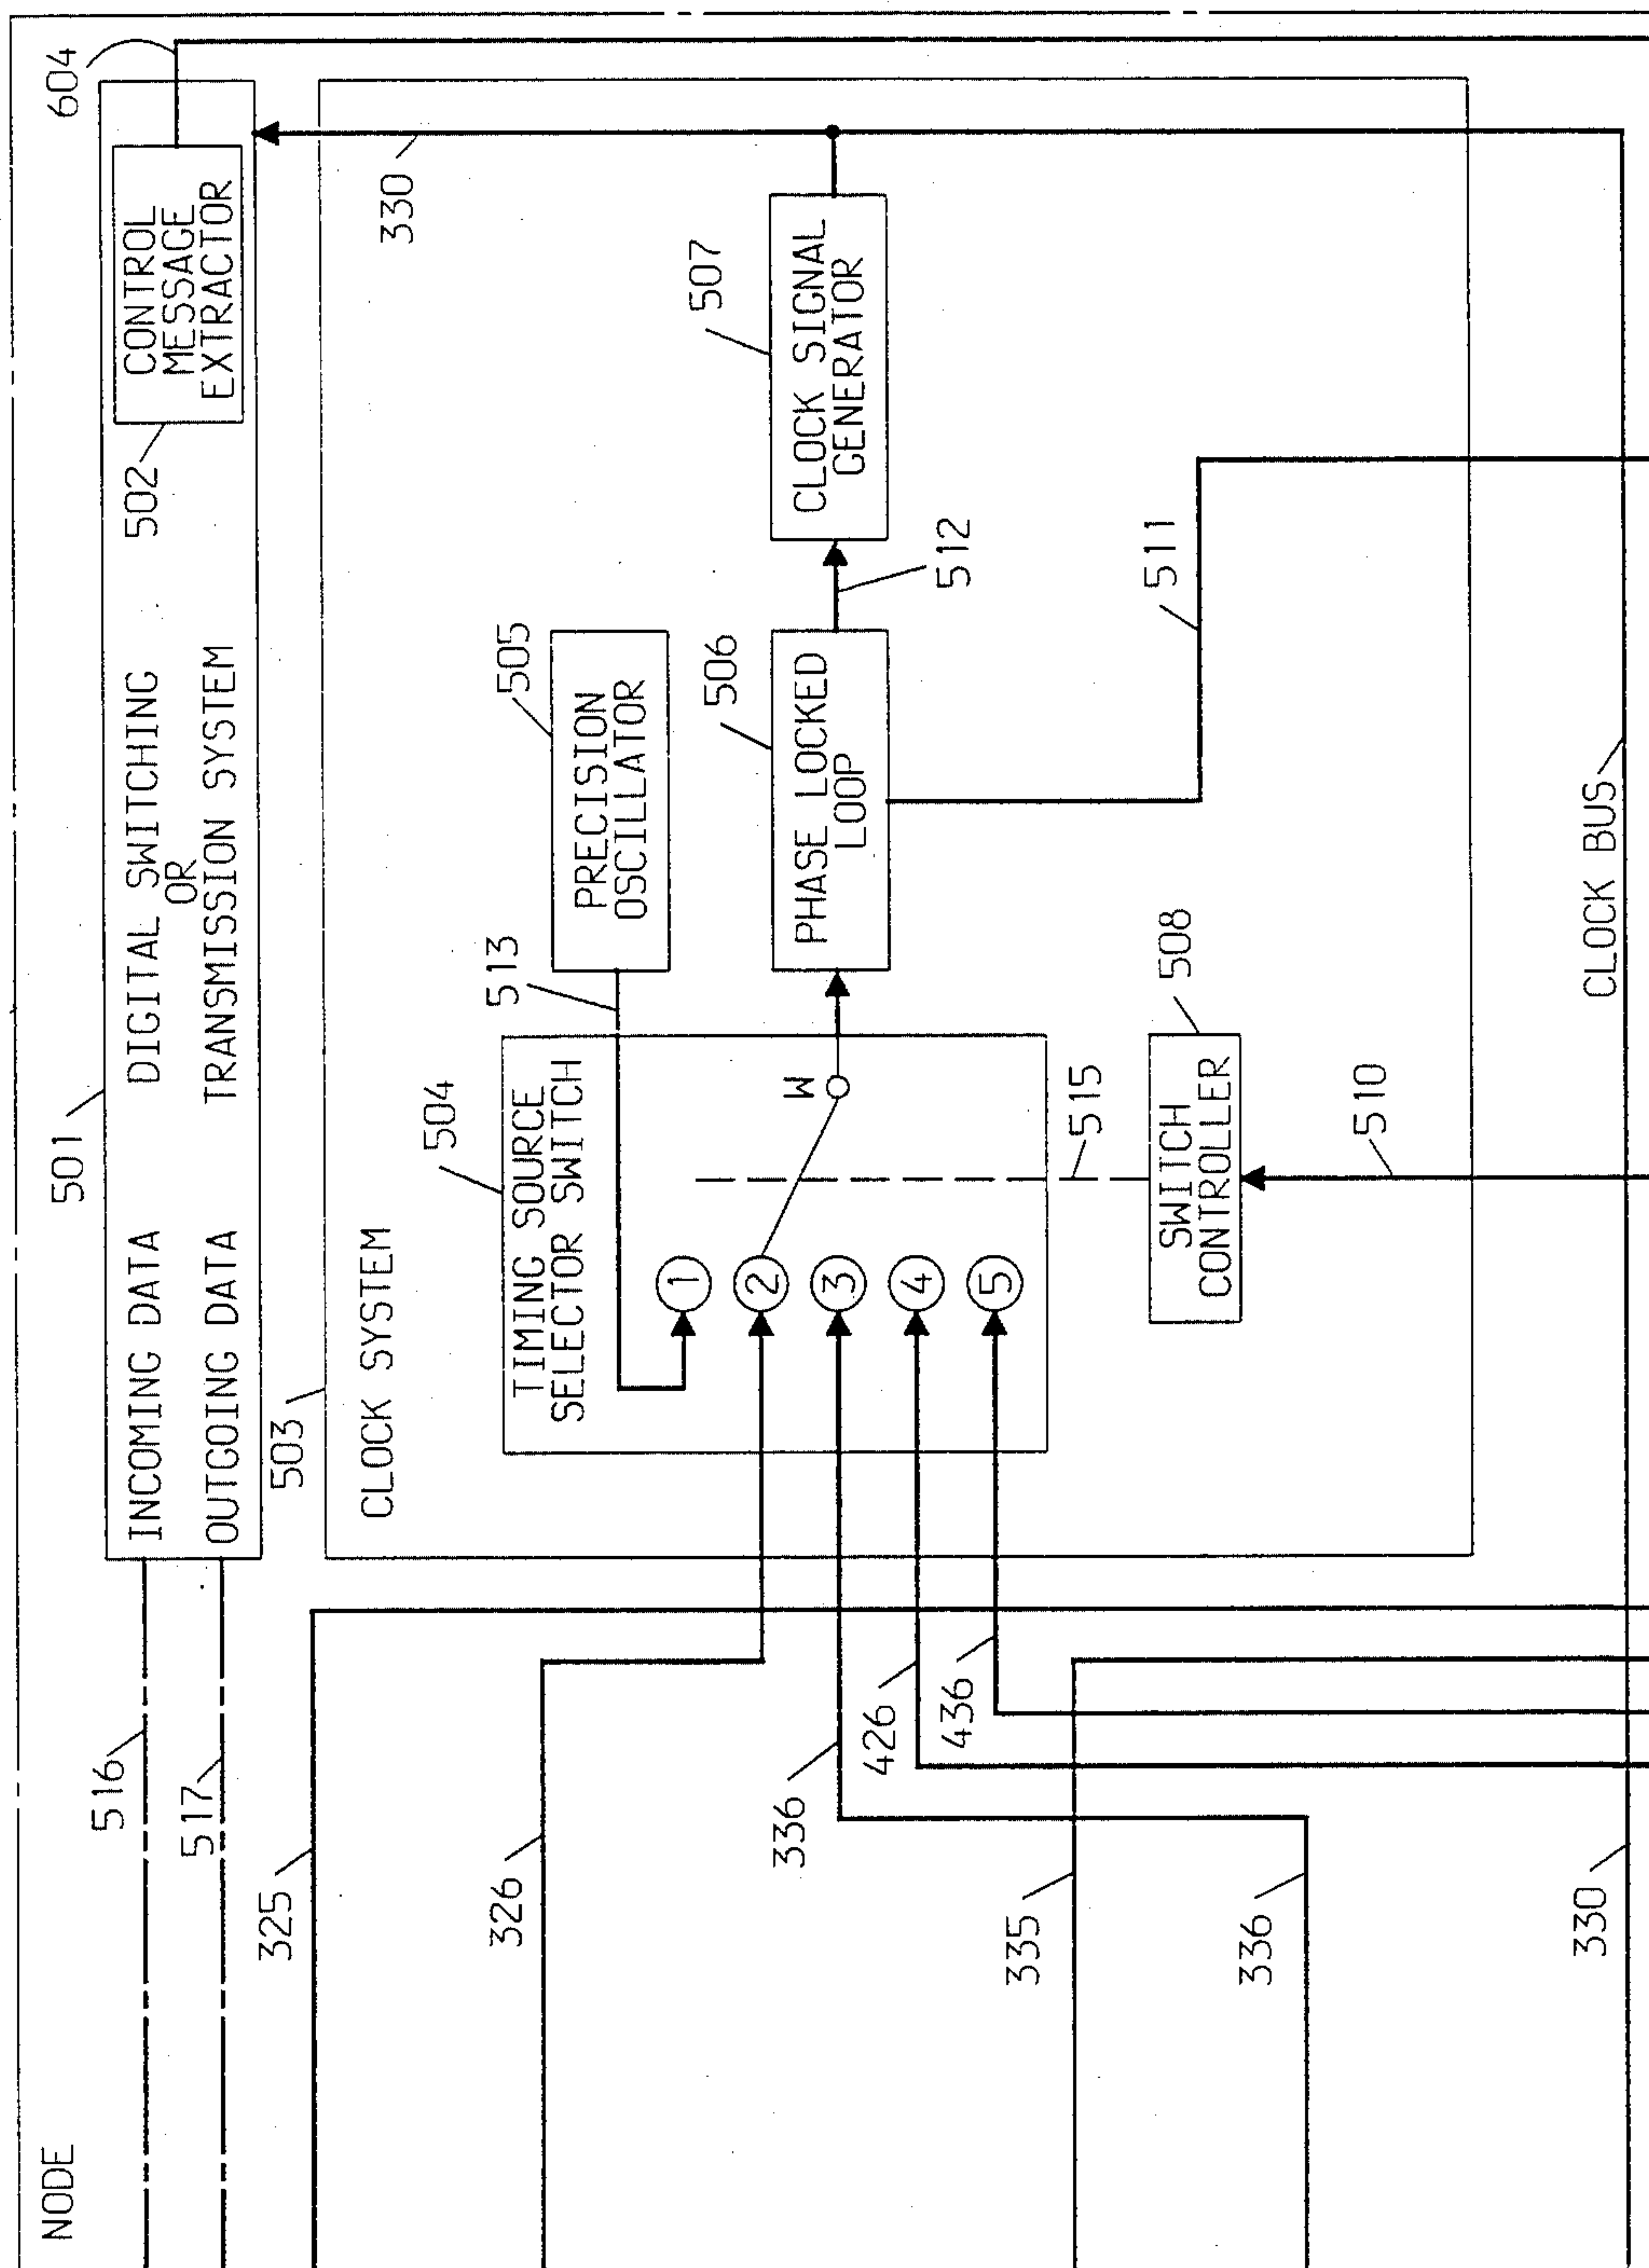 NODE
516
517
INCOMING DATA
OUTGOING DATA
501
DIGITAL SWITCHING
OR
TRANSMISSION SYSTEM
502
CONTROL
MESSAGE
EXTRACTOR
604
325
503
CLOCK SYSTEM
330
326
504
TIMING SOURCE
SELECTOR SWITCH
513
505
PRECISION
OSCILLATOR
1
2
3
4
5
W
506
PHASE LOCKED
LOOP
512
507
CLOCK SIGNAL
GENERATOR
336
426
436
515
508
SWITCH
CONTROLLER
511
335
336
510
330
CLOCK BUS